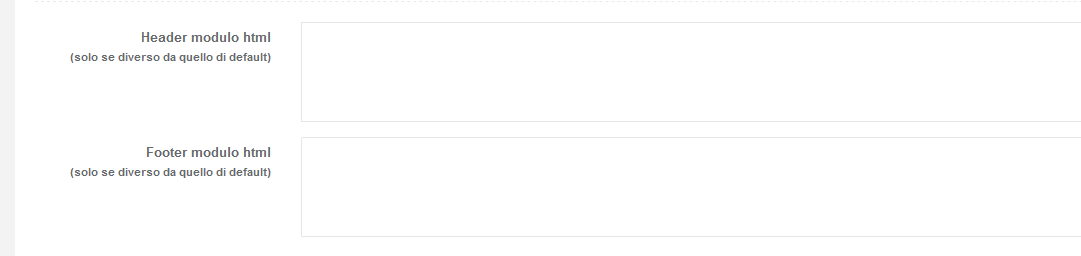 Header modulo html
(solo se diverso da quello di default)
Footer modulo html
(solo se diverso da quello di default)